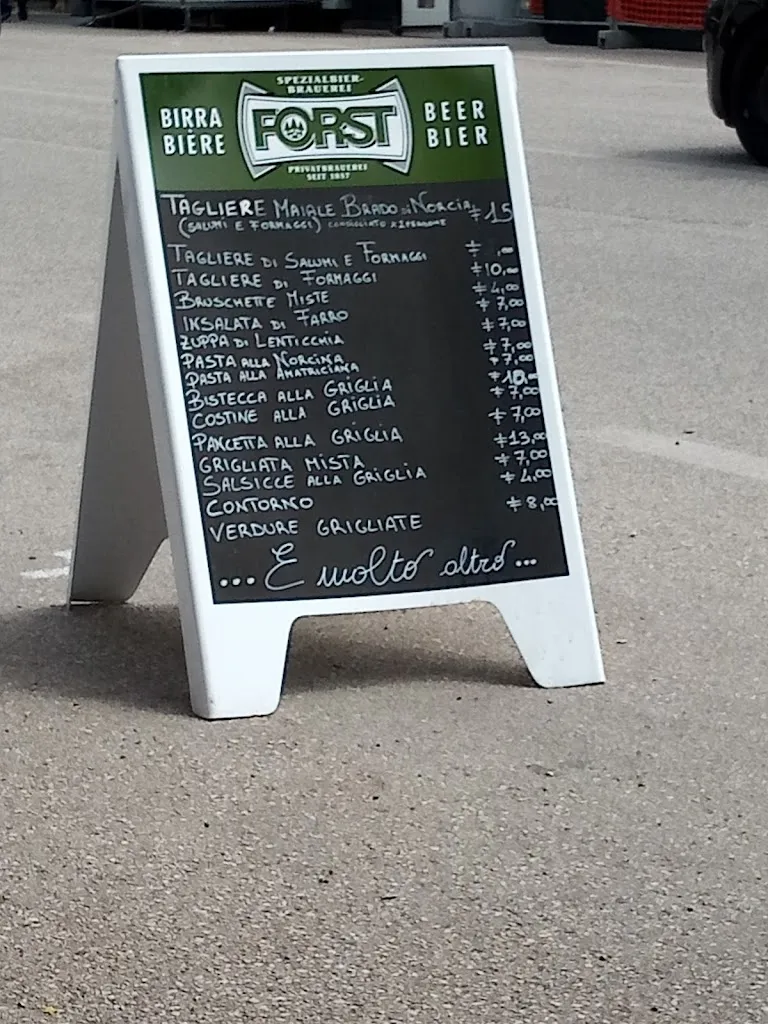 SPEZIALBIER-
BRAUEREI
BIRRA
BIÈRE
FORST
BEER
BIER
PRIVATBRAUEREI
SEIT 1857
TAGLIERE MAIALE BRADO DI NORCIA € 15
(SALUMI E FORMAGGI) CONSIGLIATO X 2 PERSONE
TAGLIERE DI SALUMI E FORMAGGI
TAGLIERE DI FORMAGGI € 10,00
BRUSCHETTE MISTE € 4,00
INSALATA DI FARRO € 7,00
ZUPPA DI LENTICCHIA € 7,00
PASTA ALLA NORCINA € 7,00
PASTA ALLA AMATRICIANA € 7,00
BISTECCA ALLA GRIGLIA € 10,00
COSTINE ALLA GRIGLIA € 7,00
PANCETTA ALLA GRIGLIA € 7,00
GRIGLIATA MISTA € 13,00
SALSICCE ALLA GRIGLIA € 7,00
CONTORNO € 4,00
VERDURE GRIGLIATE € 8,00
... E molto altro...